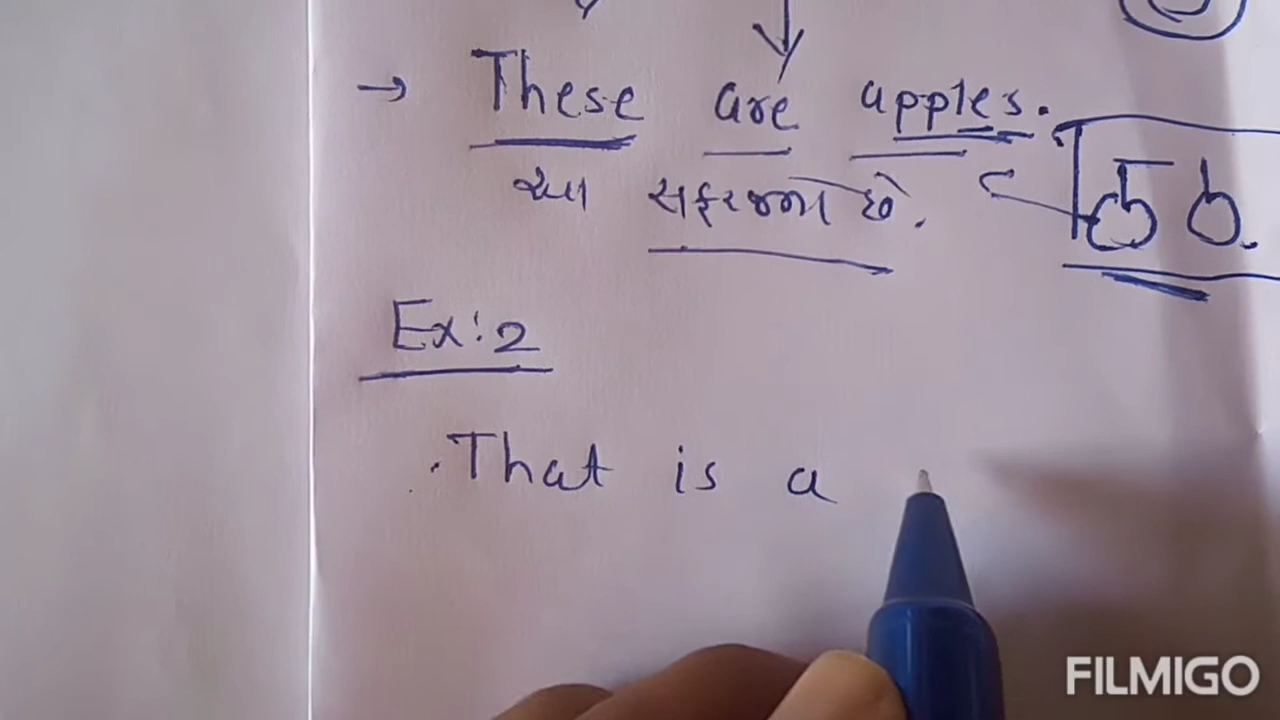 → These are apples.
આ સફરજના છે.
Ex:2
That is a
FILMIGO